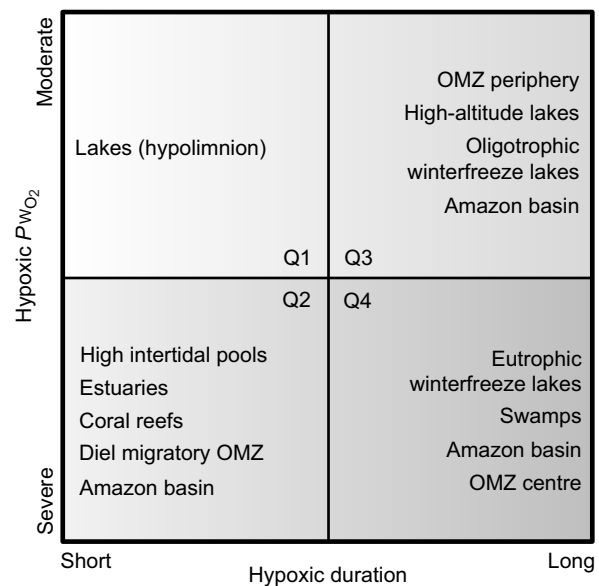 Moderate
Hypoxic PwO2
Severe
Lakes (hypolimnion)
Q1
OMZ periphery
High-altitude lakes
Oligotrophic
winterfreeze lakes
Amazon basin
Q3
Q2
High intertidal pools
Estuaries
Coral reefs
Diel migratory OMZ
Amazon basin
Q4
Eutrophic
winterfreeze lakes
Swamps
Amazon basin
OMZ centre
Short
Hypoxic duration
Long